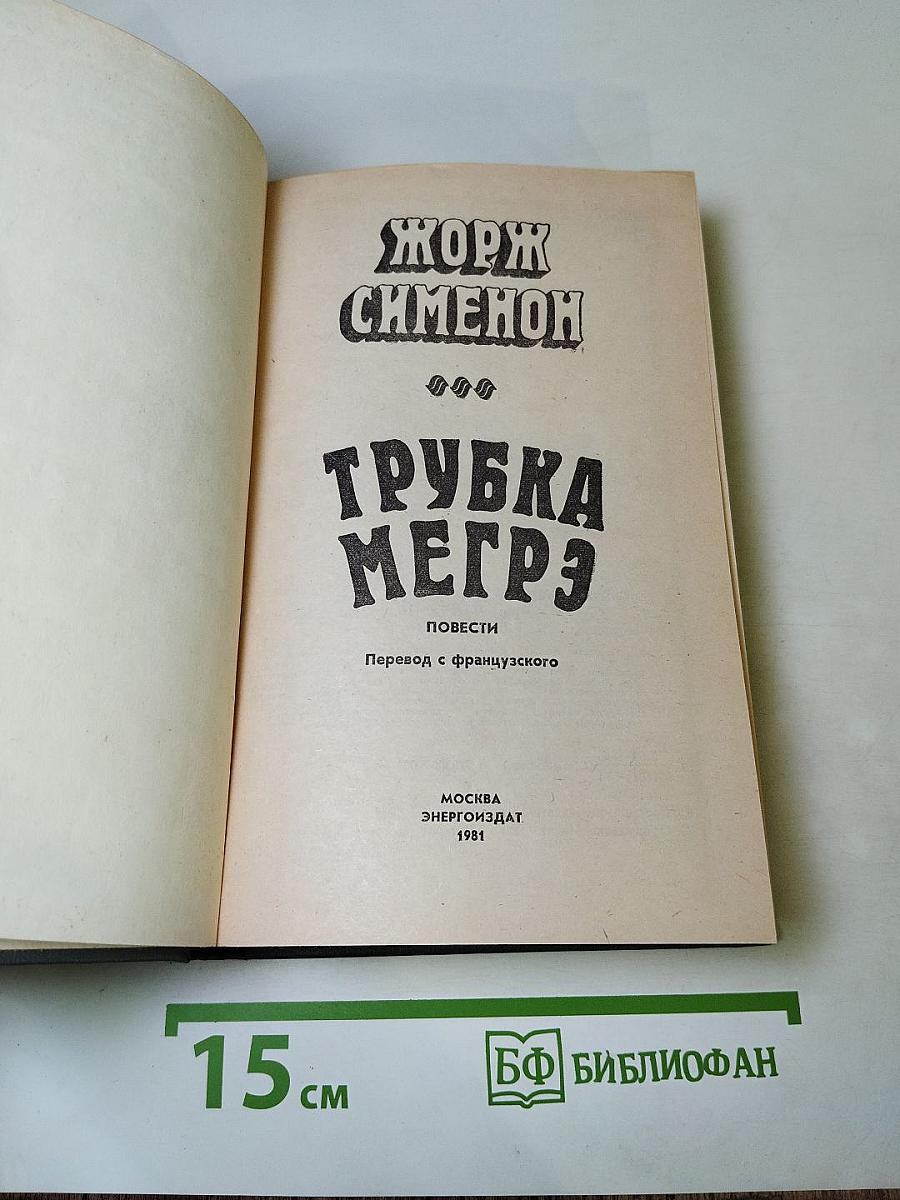 ЖОРЖ
СИМЕНОН
ТРУБКА
МЕГРЭ
ПОВЕСТИ
Перевод с французского
МОСКВА
ЭНЕРГОИЗДАТ
1981
15 см
БФ БИБЛИОФАН